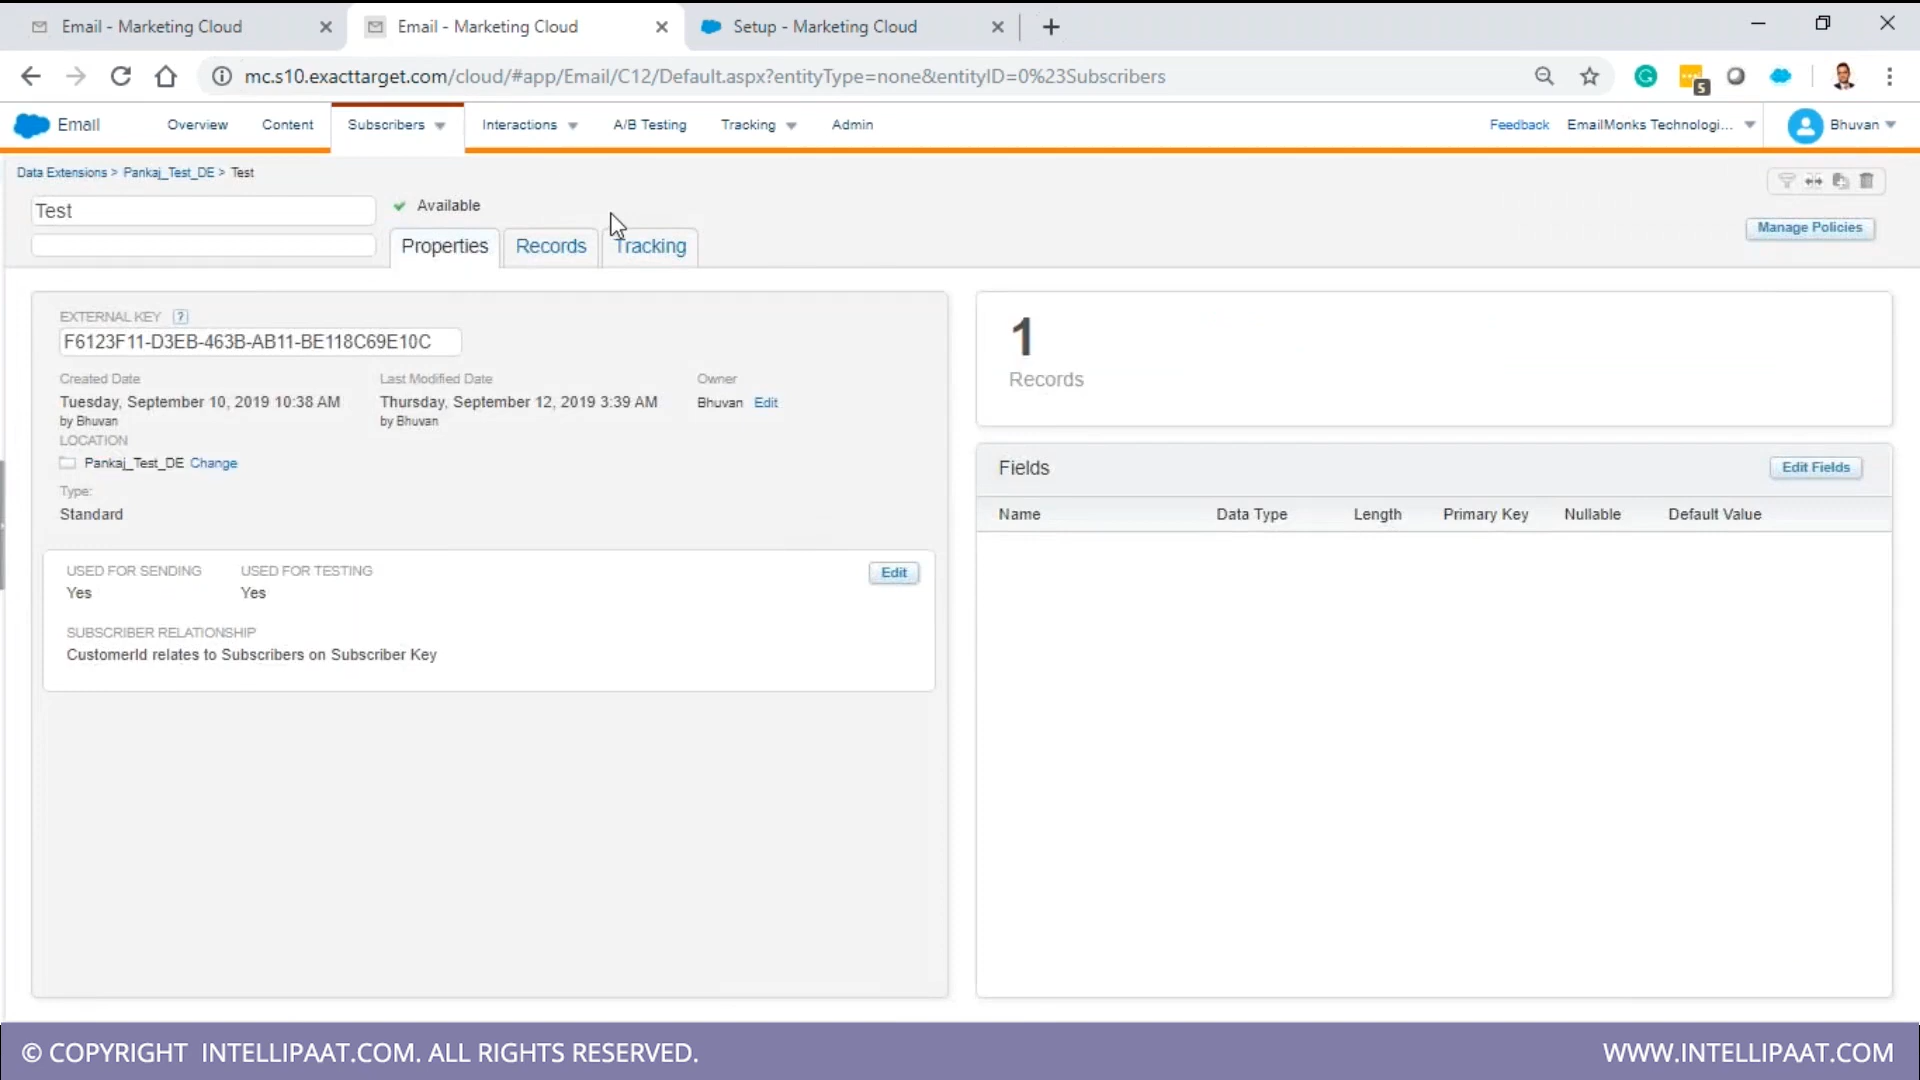 Email - Marketing Cloud
Email - Marketing Cloud
Setup - Marketing Cloud
mc.s10.exacttarget.com/cloud/#app/Email/C12/Default.aspx?entityType=none&entityID=0%23Subscribers
S
Email
Overview
Content
Subscribers
Interactions
A/B Testing
Tracking
Admin
Feedback
EmailMonks Technologi...
Bhuvan
Data Extensions > Pankaj_Test_DE > Test
Test
Available
Properties
Records
Tracking
Manage Policies
EXTERNAL KEY ?
F6123F11-D3EB-463B-AB11-BE118C69E10C
Created Date
Last Modified Date
Owner
Tuesday, September 10, 2019 10:38 AM
Thursday, September 12, 2019 3:39 AM
Bhuvan Edit
by Bhuvan
by Bhuvan
LOCATION
Pankaj_Test_DE Change
Type:
Standard
USED FOR SENDING
USED FOR TESTING
Edit
Yes
Yes
SUBSCRIBER RELATIONSHIP
CustomerId relates to Subscribers on Subscriber Key
1
Records
Fields
Edit Fields
Name
Data Type
Length
Primary Key
Nullable
Default Value
© COPYRIGHT INTELLIPAAT.COM. ALL RIGHTS RESERVED.
WWW.INTELLIPAAT.COM